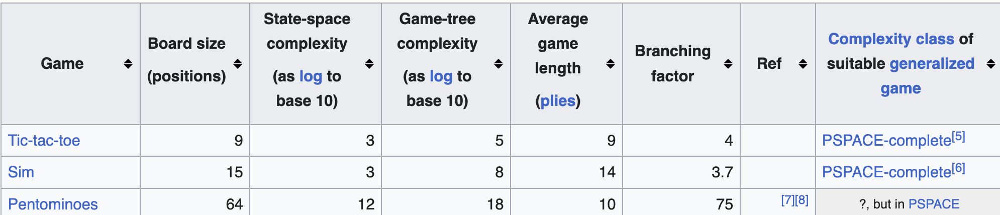 Game Board size (positions) State-space complexity (as log to base 10) Game-tree complexity (as log to base 10) Average game length (plies) Branching factor Ref Complexity class of suitable generalized game
Tic-tac-toe 9 3 5 9 4 PSPACE-complete[5]
Sim 15 3 8 14 3.7 PSPACE-complete[6]
Pentominoes 64 12 18 10 75 [7][8] ?, but in PSPACE